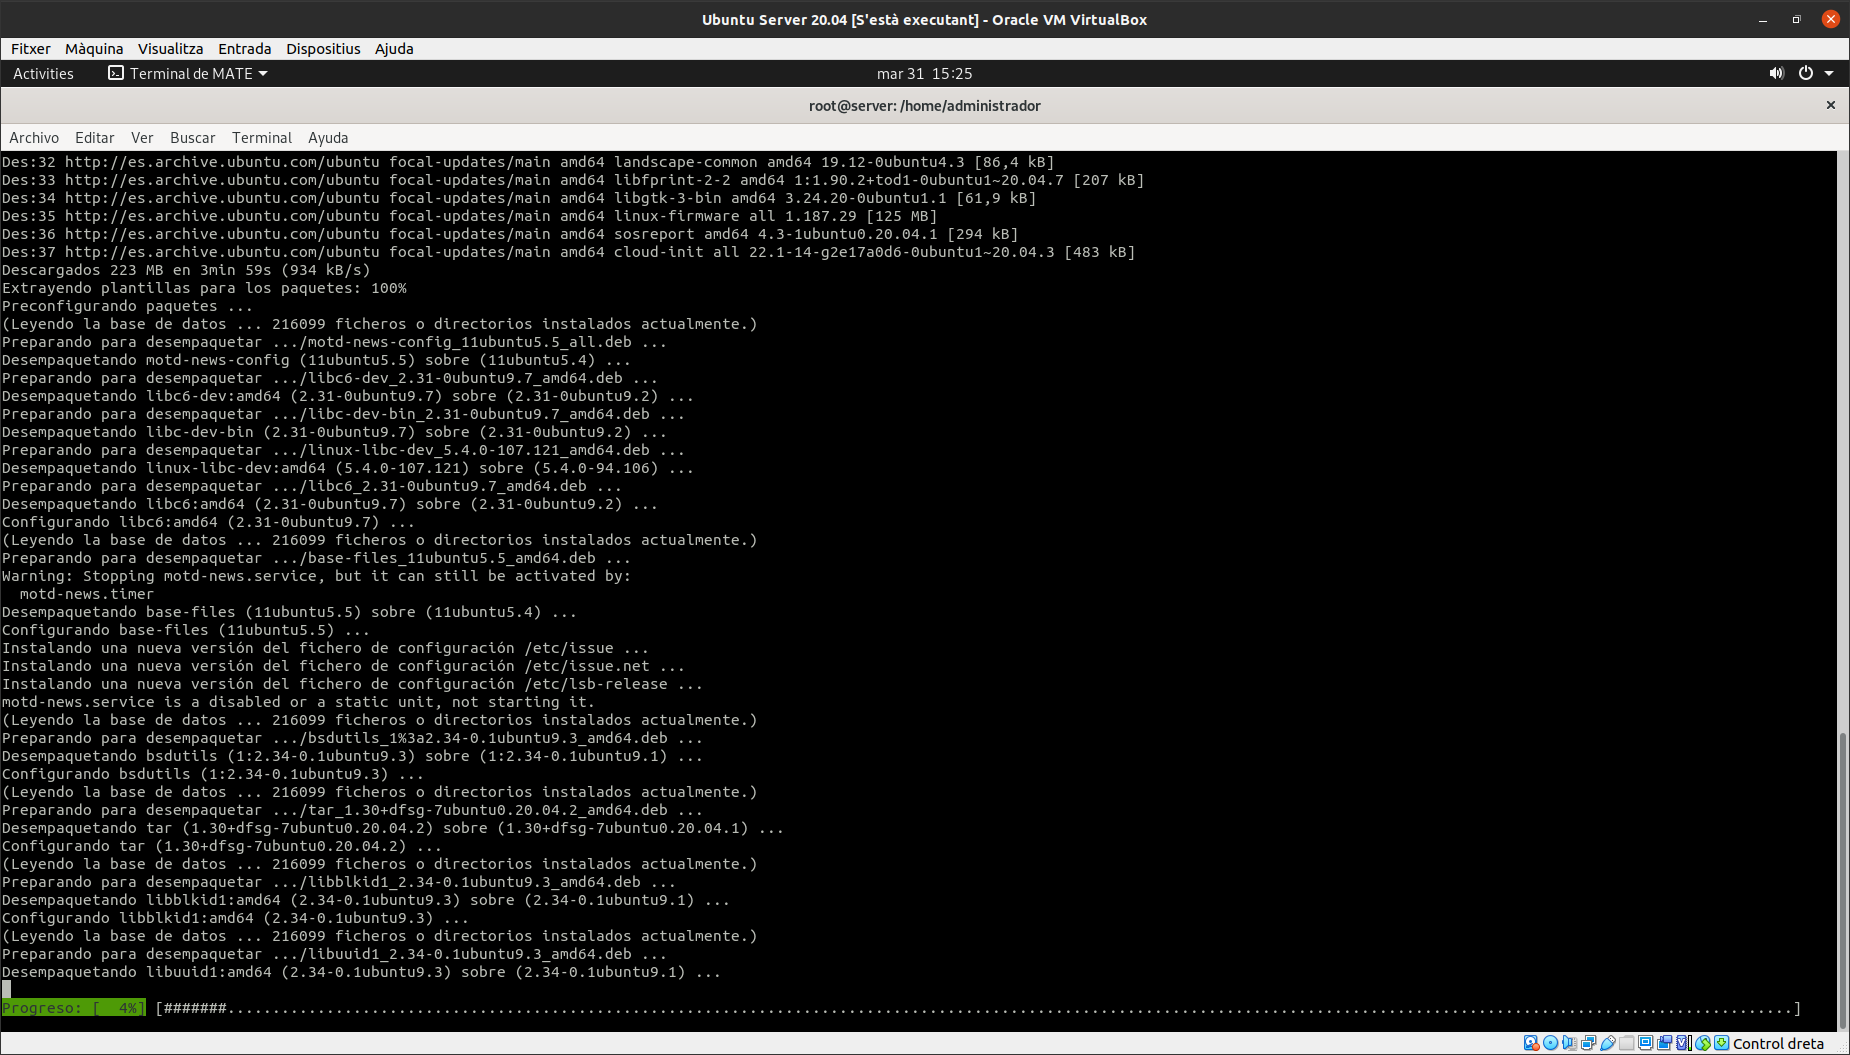 Ubuntu Server 20.04 [S'està executant] - Oracle VM VirtualBox
Fitxer Màquina Visualitza Entrada Dispositius Ajuda
Activities Terminal de MATE mar 31 15:25
root@server: /home/administrador
Archivo Editar Ver Buscar Terminal Ayuda
Des:32 http://es.archive.ubuntu.com/ubuntu focal-updates/main amd64 landscape-common amd64 19.12-0ubuntu4.3 [86,4 kB]
Des:33 http://es.archive.ubuntu.com/ubuntu focal-updates/main amd64 libfprint-2-2 amd64 1:1.90.2+tod1-0ubuntu1~20.04.7 [207 kB]
Des:34 http://es.archive.ubuntu.com/ubuntu focal-updates/main amd64 libgtk-3-bin amd64 3.24.20-0ubuntu1.1 [61,9 kB]
Des:35 http://es.archive.ubuntu.com/ubuntu focal-updates/main amd64 linux-firmware all 1.187.29 [125 MB]
Des:36 http://es.archive.ubuntu.com/ubuntu focal-updates/main amd64 sosreport amd64 4.3-1ubuntu0.20.04.1 [294 kB]
Des:37 http://es.archive.ubuntu.com/ubuntu focal-updates/main amd64 cloud-init all 22.1-14-g2e17a0d6-0ubuntu1~20.04.3 [483 kB]
Descargados 223 MB en 3min 59s (934 kB/s)
Extrayendo plantillas para los paquetes: 100%
Preconfigurando paquetes ...
(Leyendo la base de datos ... 216099 ficheros o directorios instalados actualmente.)
Preparando para desempaquetar .../motd-news-config_11ubuntu5.5_all.deb ...
Desempaquetando motd-news-config (11ubuntu5.5) sobre (11ubuntu5.4) ...
Preparando para desempaquetar .../libc6-dev_2.31-0ubuntu9.7_amd64.deb ...
Desempaquetando libc6-dev:amd64 (2.31-0ubuntu9.7) sobre (2.31-0ubuntu9.2) ...
Preparando para desempaquetar .../libc-dev-bin_2.31-0ubuntu9.7_amd64.deb ...
Desempaquetando libc-dev-bin (2.31-0ubuntu9.7) sobre (2.31-0ubuntu9.2) ...
Preparando para desempaquetar .../linux-libc-dev_5.4.0-107.121_amd64.deb ...
Desempaquetando linux-libc-dev:amd64 (5.4.0-107.121) sobre (5.4.0-94.106) ...
Preparando para desempaquetar .../libc6_2.31-0ubuntu9.7_amd64.deb ...
Desempaquetando libc6:amd64 (2.31-0ubuntu9.7) sobre (2.31-0ubuntu9.2) ...
Configurando libc6:amd64 (2.31-0ubuntu9.7) ...
(Leyendo la base de datos ... 216099 ficheros o directorios instalados actualmente.)
Preparando para desempaquetar .../base-files_11ubuntu5.5_amd64.deb ...
Warning: Stopping motd-news.service, but it can still be activated by:
  motd-news.timer
Desempaquetando base-files (11ubuntu5.5) sobre (11ubuntu5.4) ...
Configurando base-files (11ubuntu5.5) ...
Instalando una nueva versión del fichero de configuración /etc/issue ...
Instalando una nueva versión del fichero de configuración /etc/issue.net ...
Instalando una nueva versión del fichero de configuración /etc/lsb-release ...
motd-news.service is a disabled or a static unit, not starting it.
(Leyendo la base de datos ... 216099 ficheros o directorios instalados actualmente.)
Preparando para desempaquetar .../bsdutils_1%3a2.34-0.1ubuntu9.3_amd64.deb ...
Desempaquetando bsdutils (1:2.34-0.1ubuntu9.3) sobre (1:2.34-0.1ubuntu9.1) ...
Configurando bsdutils (1:2.34-0.1ubuntu9.3) ...
(Leyendo la base de datos ... 216099 ficheros o directorios instalados actualmente.)
Preparando para desempaquetar .../tar_1.30+dfsg-7ubuntu0.20.04.2_amd64.deb ...
Desempaquetando tar (1.30+dfsg-7ubuntu0.20.04.2) sobre (1.30+dfsg-7ubuntu0.20.04.1) ...
Configurando tar (1.30+dfsg-7ubuntu0.20.04.2) ...
(Leyendo la base de datos ... 216099 ficheros o directorios instalados actualmente.)
Preparando para desempaquetar .../libblkid1_2.34-0.1ubuntu9.3_amd64.deb ...
Desempaquetando libblkid1:amd64 (2.34-0.1ubuntu9.3) sobre (2.34-0.1ubuntu9.1) ...
Configurando libblkid1:amd64 (2.34-0.1ubuntu9.3) ...
(Leyendo la base de datos ... 216099 ficheros o directorios instalados actualmente.)
Preparando para desempaquetar .../libuuid1_2.34-0.1ubuntu9.3_amd64.deb ...
Desempaquetando libuuid1:amd64 (2.34-0.1ubuntu9.3) sobre (2.34-0.1ubuntu9.1) ...
Progreso: [  4%] [#######..............................................................................................................................................................................]
Control dreta